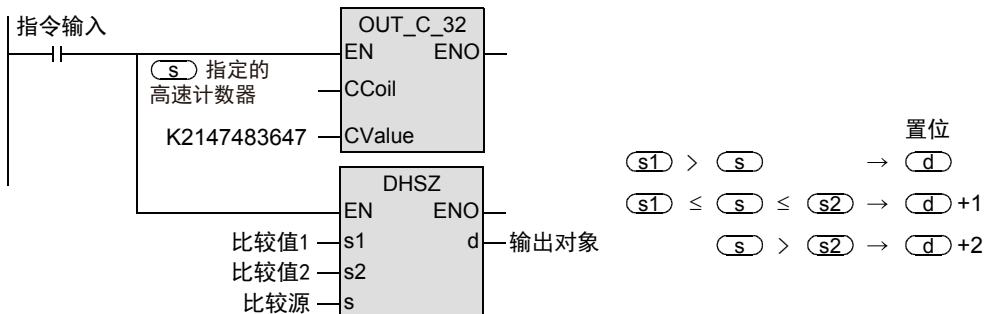 指令输入
OUT_C_32
EN ENO
s 指定的
高速计数器
CCoil
K2147483647 CValue
DHSZ
EN ENO
比较值1 s1 d 输出对象
比较值2 s2
比较源 s
置位
s1 > s → d
s1 ≤ s ≤ s2 → d +1
s > s2 → d +2